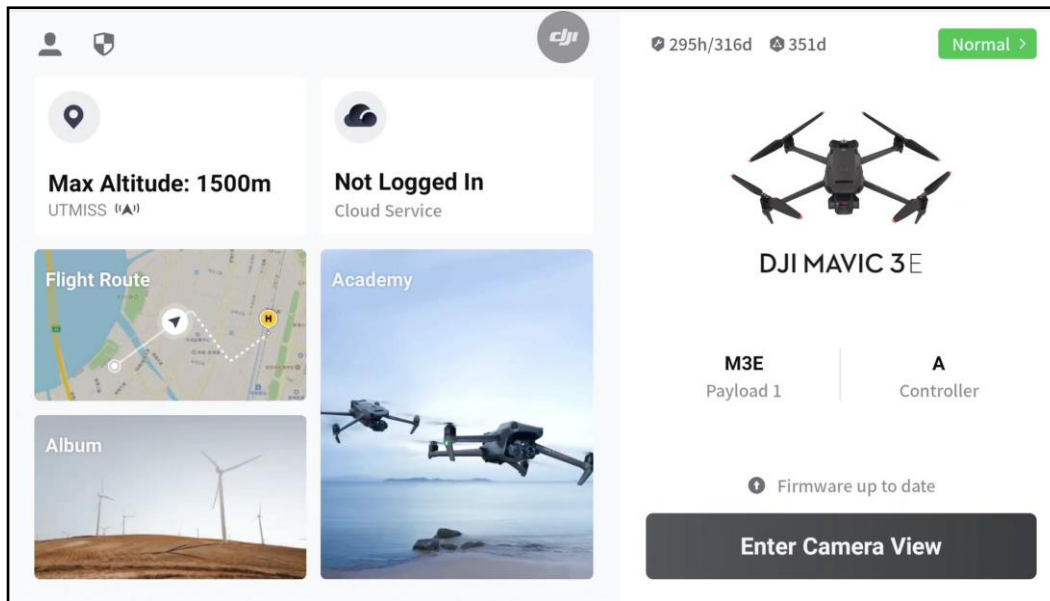 dji
295h/316d 351d
Normal >
Max Altitude: 1500m
UTMISS
Not Logged In
Cloud Service
Flight Route
H
Academy
Album
DJI MAVIC 3E
M3E
Payload 1
A
Controller
Firmware up to date
Enter Camera View